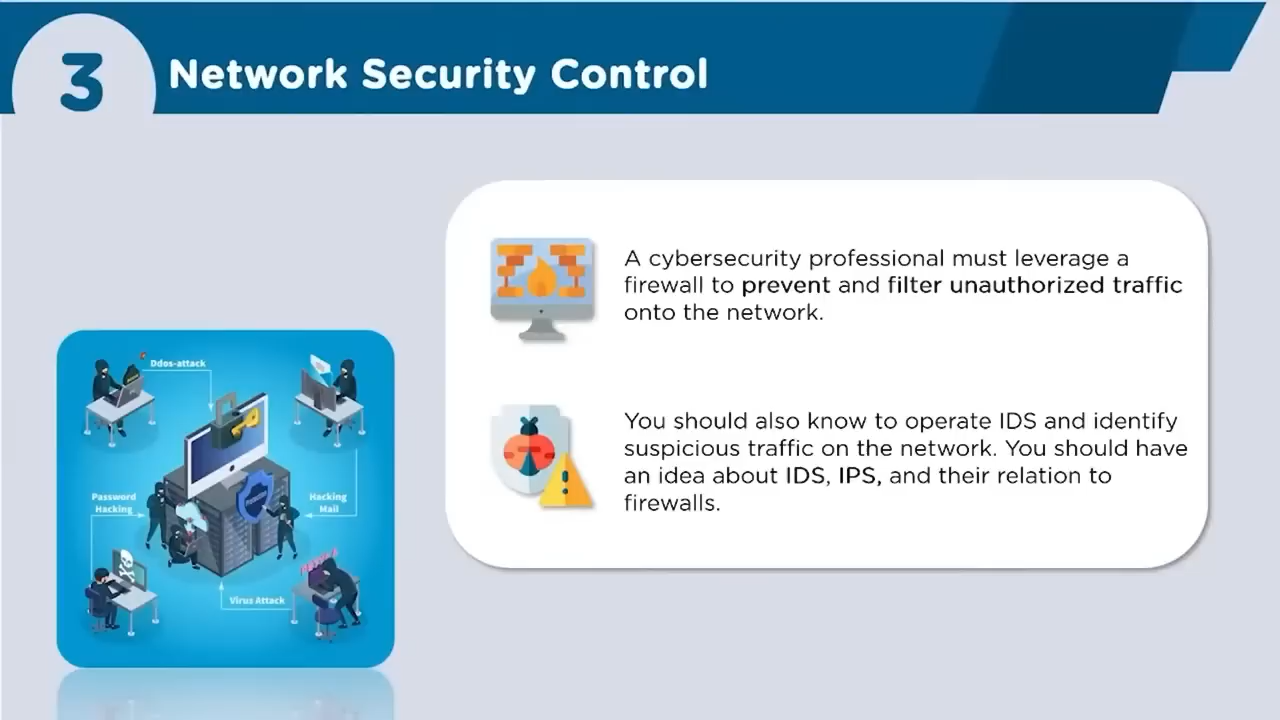 3
Network Security Control
A cybersecurity professional must leverage a
firewall to prevent and filter unauthorized traffic
onto the network.
You should also know to operate IDS and identify
suspicious traffic on the network. You should have
an idea about IDS, IPS, and their relation to
firewalls.
Ddos-attack
Password
Hacking
Hacking
Mail
Virus Attack